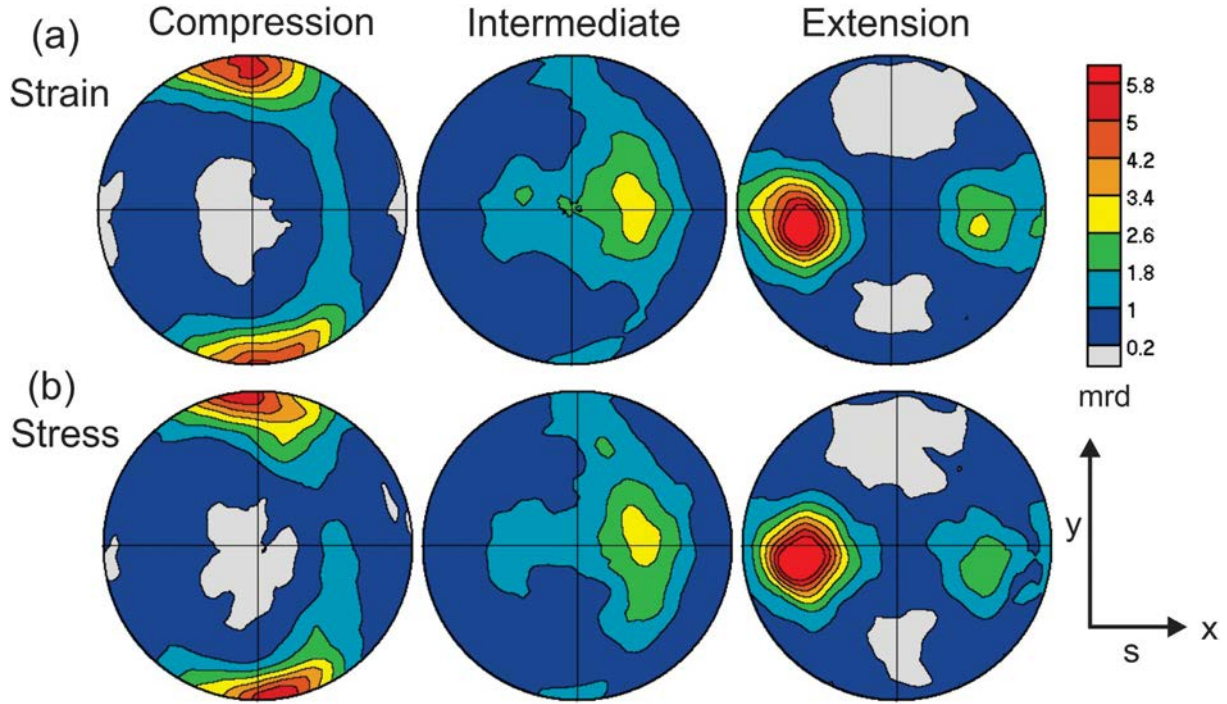 (a)
Compression Intermediate Extension
Strain
5.8
5
4.2
3.4
2.6
1.8
1
0.2
mrd
(b)
Stress
y
x
s